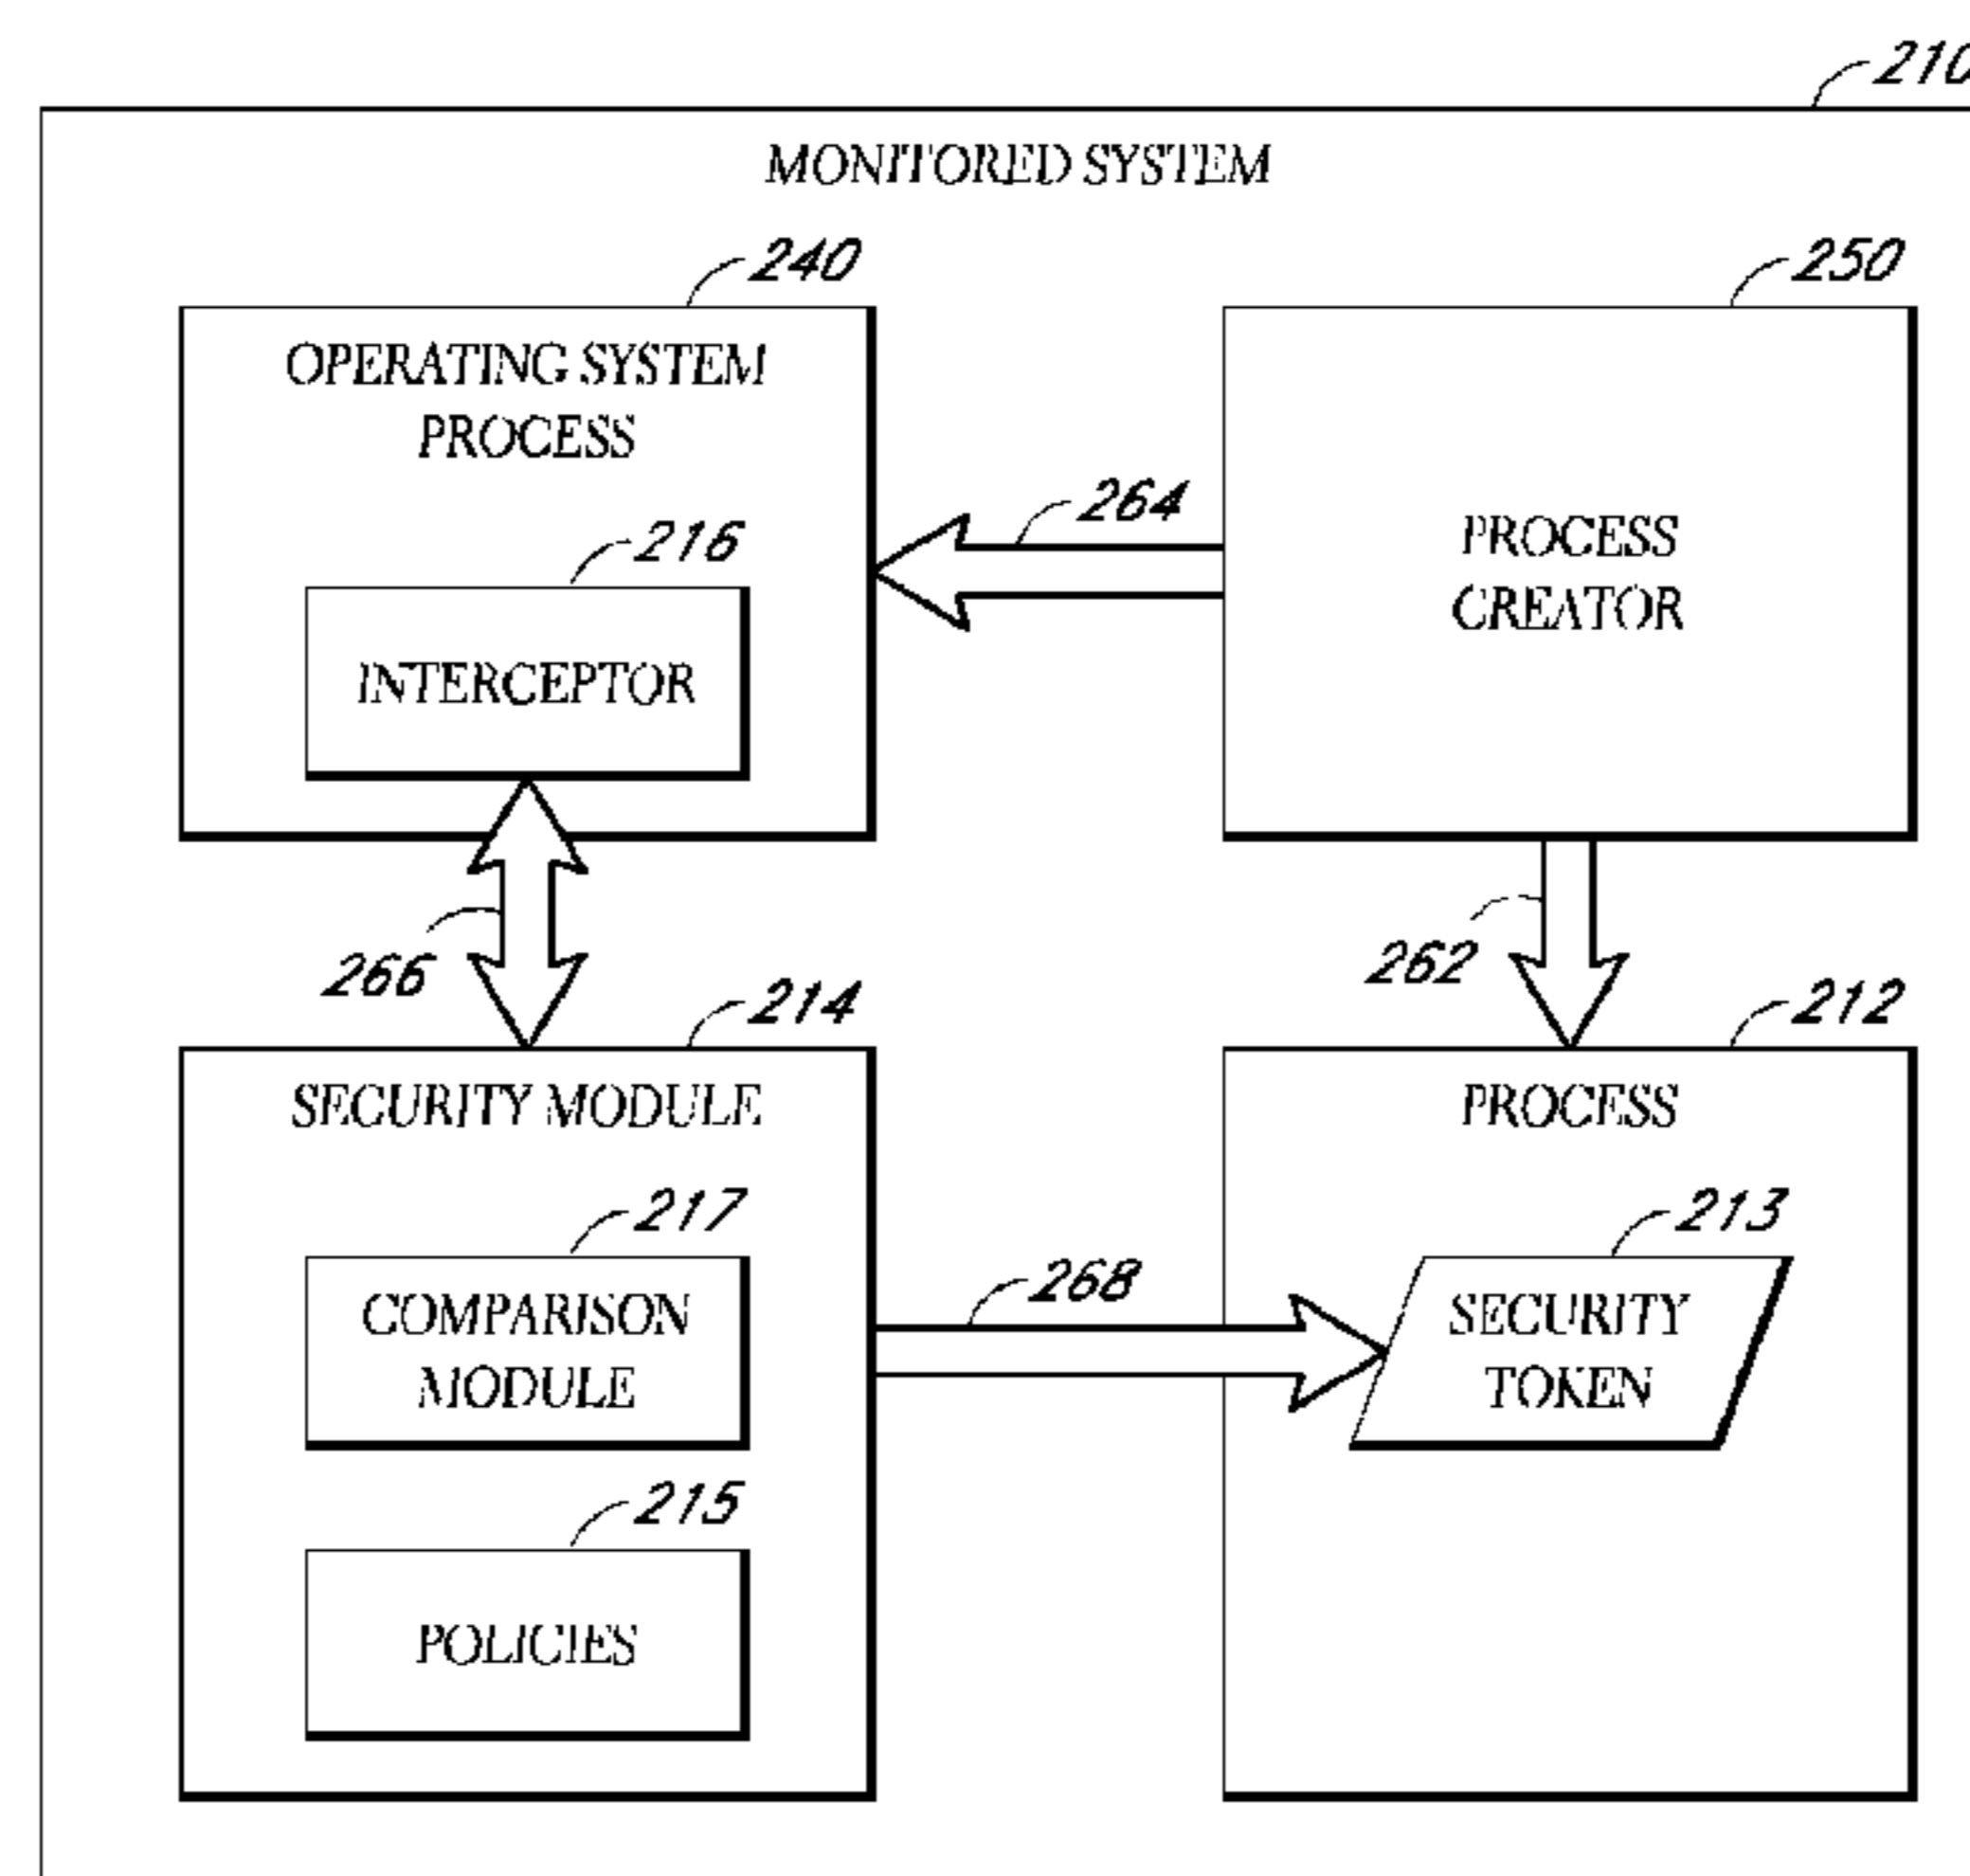 210
MONITORED SYSTEM
240
250
OPERATING SYSTEM
PROCESS
264
216
PROCESS
CREATOR
INTERCEPTOR
266
262
214
212
SECURITY MODULE
PROCESS
217
213
COMPARISON
MODULE
268
SECURITY
TOKEN
215
POLICIES